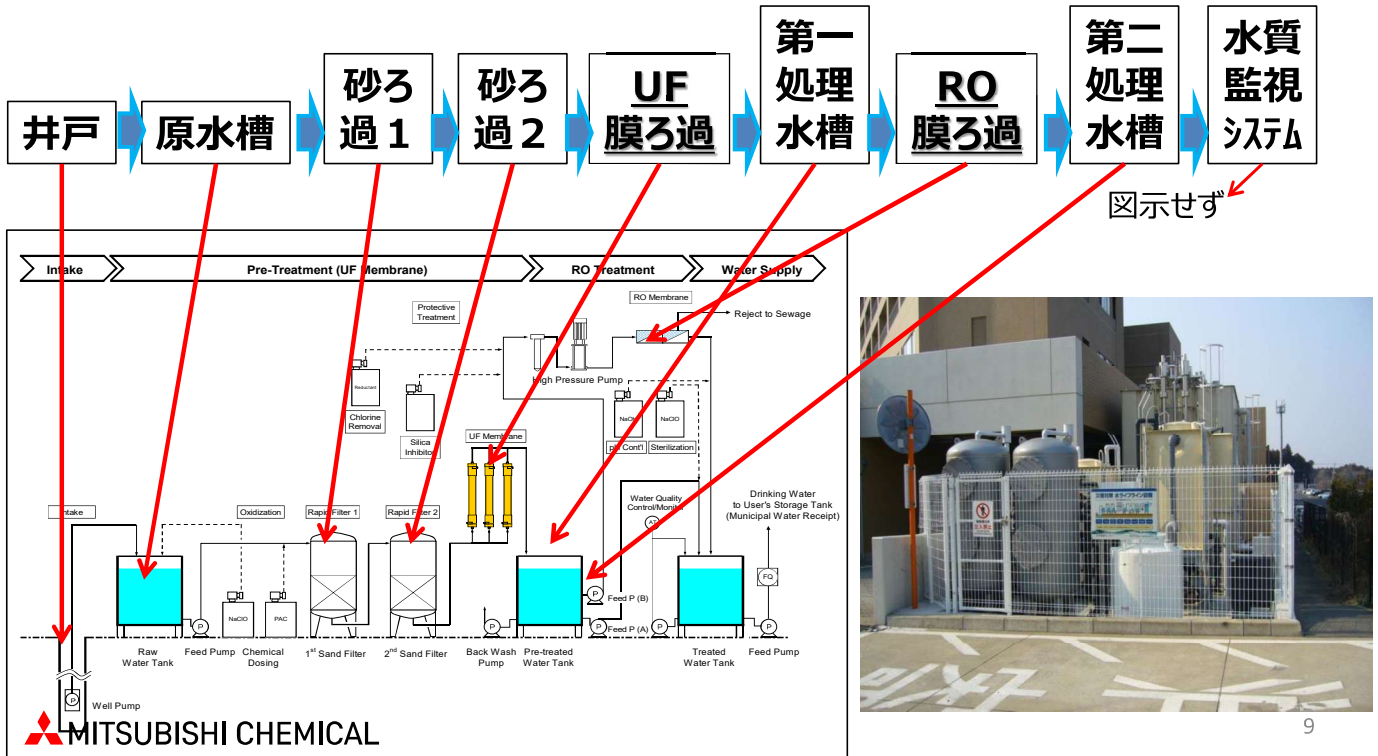 井戸
原水槽
砂ろ
過１
砂ろ
過２
UF
膜ろ過
第一
処理
水槽
RO
膜ろ過
第二
処理
水槽
水質
監視
ｼｽﾃﾑ
図示せず
Intake
Pre-Treatment (UF Membrane)
RO Treatment
Water Supply
RO Membrane
Reject to Sewage
Protective
Treatment
High Pressure Pump
Reductant
Chlorine
Removal
Silica
Inhibitor
NaOH
NaClO
pH Cont'l
Sterilization
UF Membrane
Intake
Oxidization
Rapid Filter 1
Rapid Filter 2
Water Quality
Control/Monitor
AT
Drinking Water
to User's Storage Tank
(Municipal Water Receipt)
FQ
NaClO
PAC
P
P
Feed P (B)
P
P
Feed P (A)
P
P
Raw
Water Tank
Feed Pump
Chemical
Dosing
1st Sand Filter
2nd Sand Filter
Back Wash
Pump
Pre-treated
Water Tank
Treated
Water Tank
Feed Pump
P
Well Pump
MITSUBISHI CHEMICAL
9